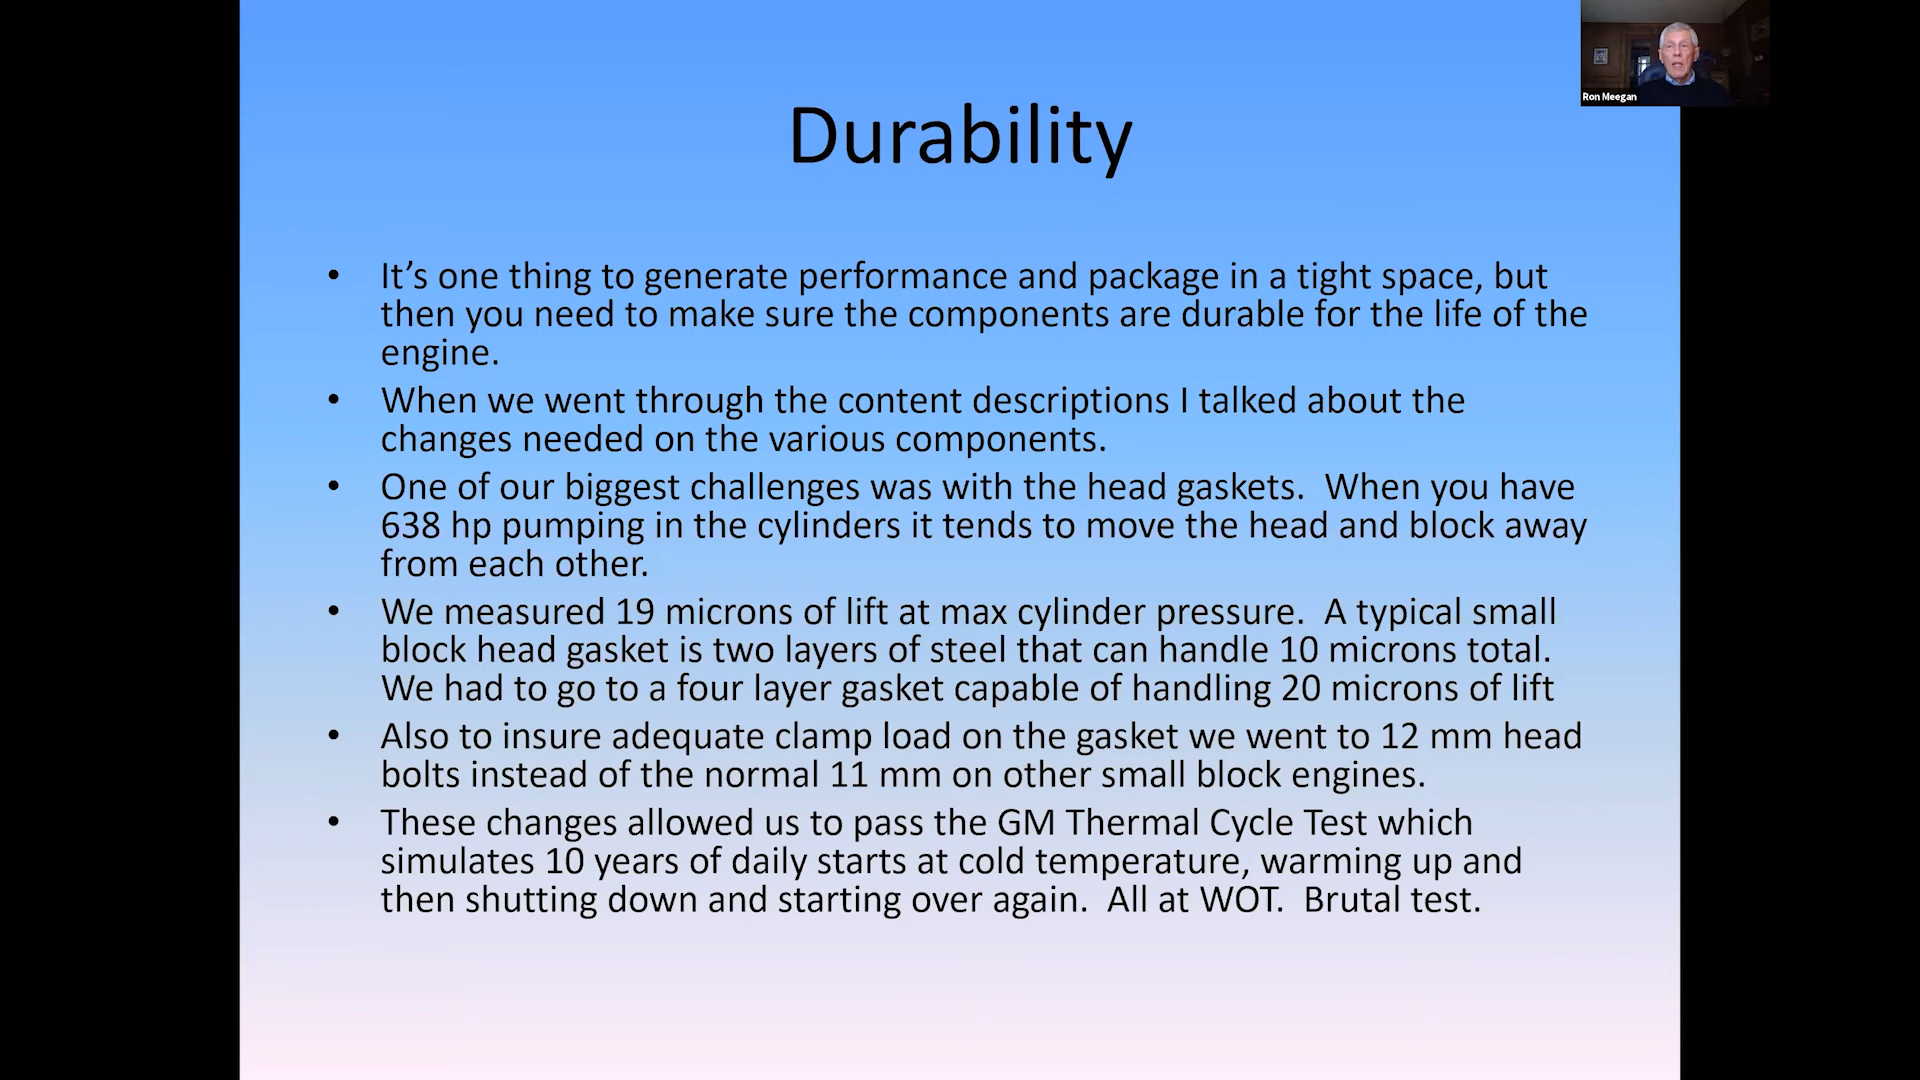 Ron Meegan
Durability
• It’s one thing to generate performance and package in a tight space, but
then you need to make sure the components are durable for the life of the
engine.
• When we went through the content descriptions I talked about the
changes needed on the various components.
• One of our biggest challenges was with the head gaskets.  When you have
638 hp pumping in the cylinders it tends to move the head and block away
from each other.
• We measured 19 microns of lift at max cylinder pressure.  A typical small
block head gasket is two layers of steel that can handle 10 microns total.
We had to go to a four layer gasket capable of handling 20 microns of lift
• Also to insure adequate clamp load on the gasket we went to 12 mm head
bolts instead of the normal 11 mm on other small block engines.
• These changes allowed us to pass the GM Thermal Cycle Test which
simulates 10 years of daily starts at cold temperature, warming up and
then shutting down and starting over again.  All at WOT.  Brutal test.